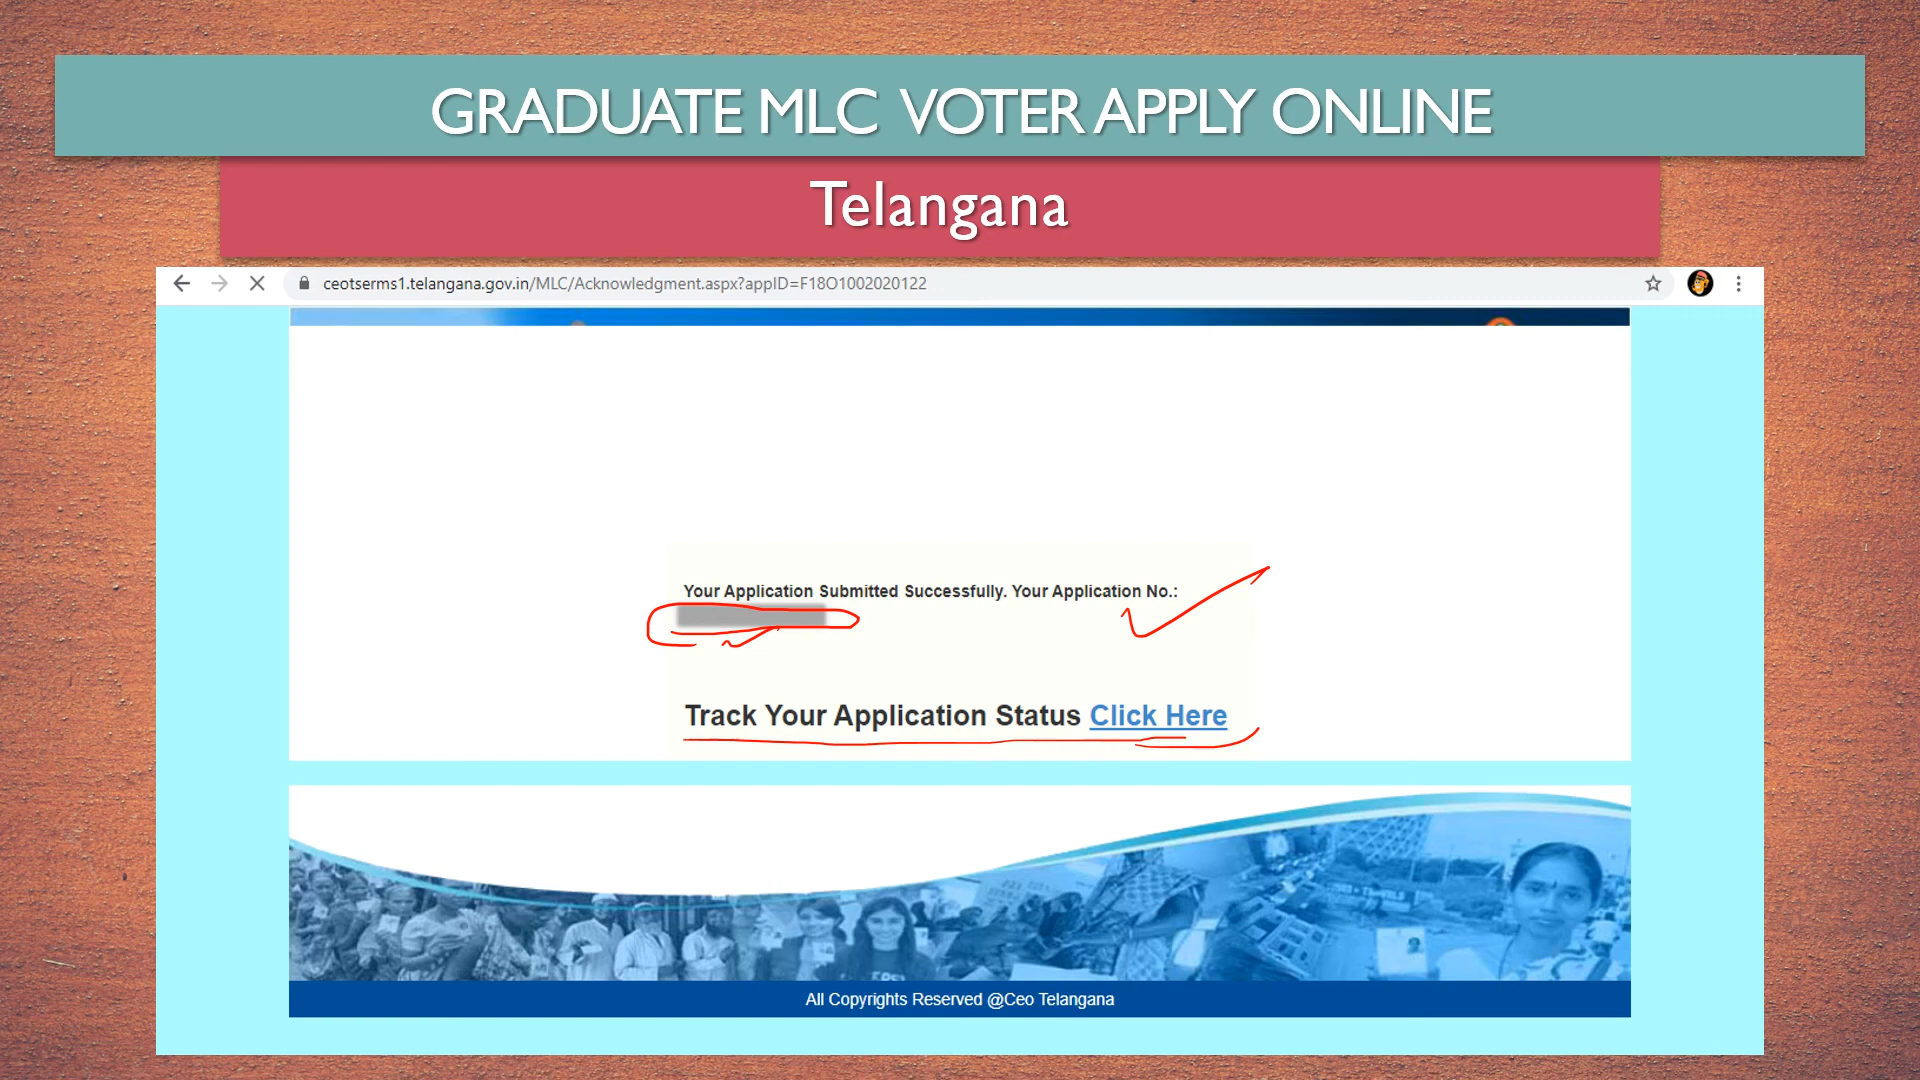 GRADUATE MLC VOTER APPLY ONLINE
Telangana
ceotserms1.telangana.gov.in/MLC/Acknowledgment.aspx?appID=F18O1002020122
Your Application Submitted Successfully. Your Application No.:
Track Your Application Status Click Here
All Copyrights Reserved @Ceo Telangana